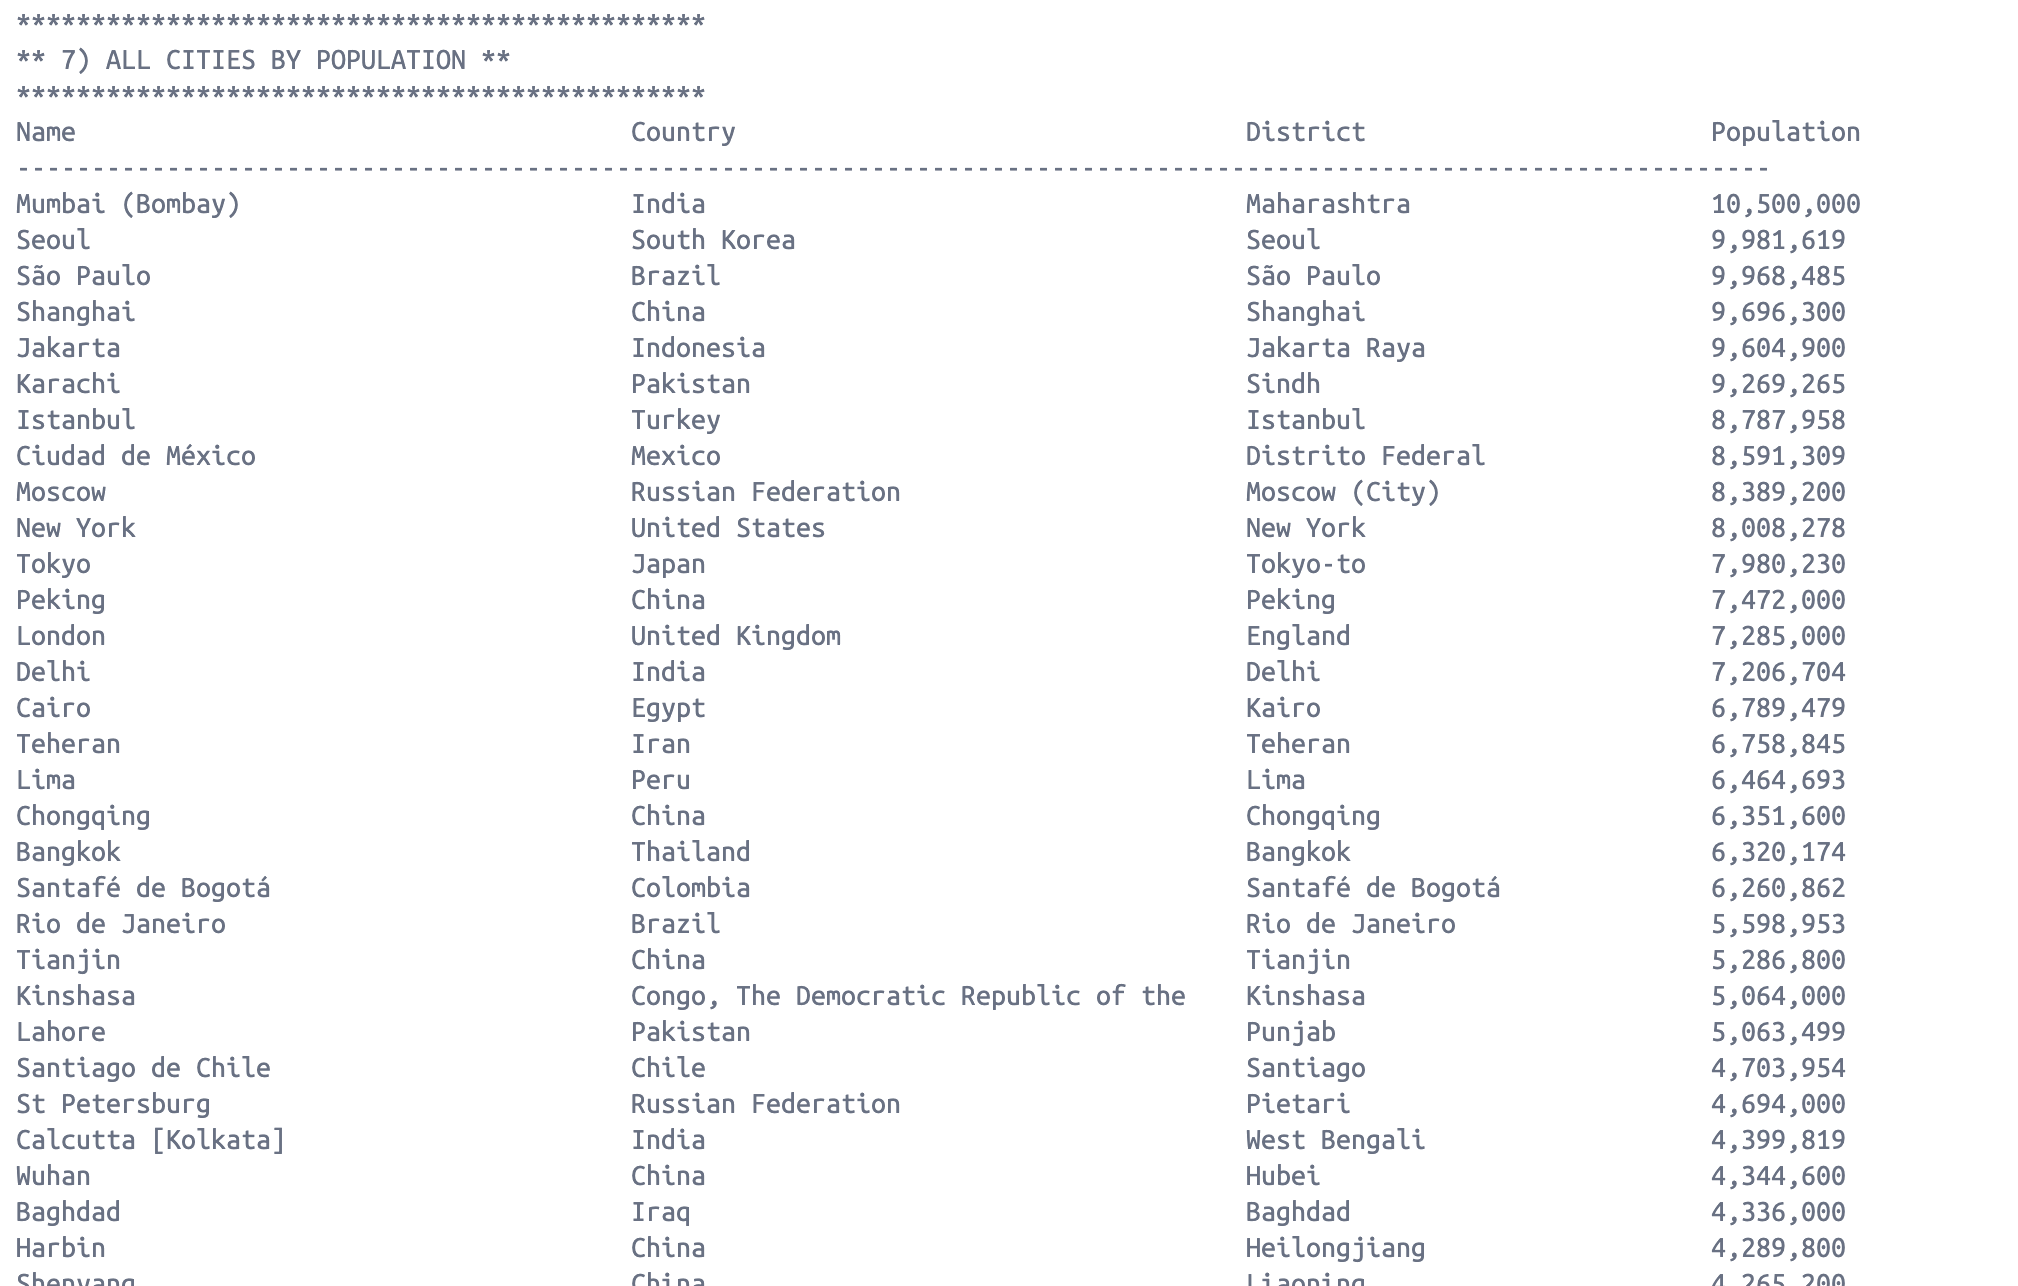 **********************************************
** 7) ALL CITIES BY POPULATION **
**********************************************
Name Country District Population
---------------------------------------------------------------------------------------------------------------------
Mumbai (Bombay) India Maharashtra 10,500,000
Seoul South Korea Seoul 9,981,619
São Paulo Brazil São Paulo 9,968,485
Shanghai China Shanghai 9,696,300
Jakarta Indonesia Jakarta Raya 9,604,900
Karachi Pakistan Sindh 9,269,265
Istanbul Turkey Istanbul 8,787,958
Ciudad de México Mexico Distrito Federal 8,591,309
Moscow Russian Federation Moscow (City) 8,389,200
New York United States New York 8,008,278
Tokyo Japan Tokyo-to 7,980,230
Peking China Peking 7,472,000
London United Kingdom England 7,285,000
Delhi India Delhi 7,206,704
Cairo Egypt Kairo 6,789,479
Teheran Iran Teheran 6,758,845
Lima Peru Lima 6,464,693
Chongqing China Chongqing 6,351,600
Bangkok Thailand Bangkok 6,320,174
Santafé de Bogotá Colombia Santafé de Bogotá 6,260,862
Rio de Janeiro Brazil Rio de Janeiro 5,598,953
Tianjin China Tianjin 5,286,800
Kinshasa Congo, The Democratic Republic of the Kinshasa 5,064,000
Lahore Pakistan Punjab 5,063,499
Santiago de Chile Chile Santiago 4,703,954
St Petersburg Russian Federation Pietari 4,694,000
Calcutta [Kolkata] India West Bengali 4,399,819
Wuhan China Hubei 4,344,600
Baghdad Iraq Baghdad 4,336,000
Harbin China Heilongjiang 4,289,800
Shenyang China Liaoning 4,265,200